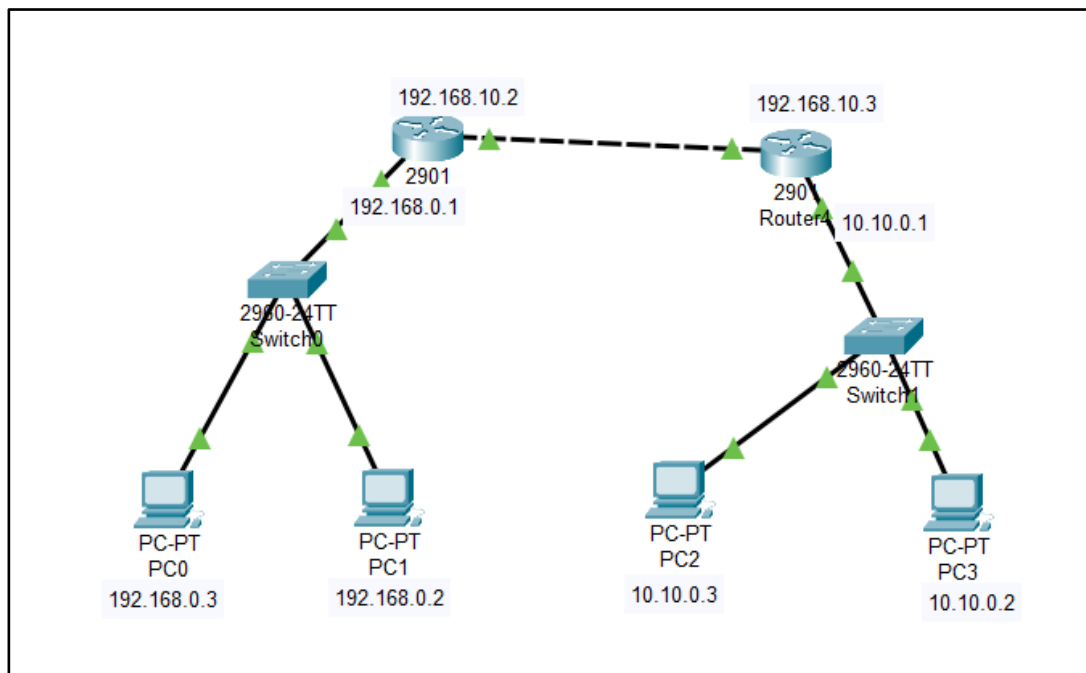 192.168.10.2
192.168.10.3
2901
192.168.0.1
Router4
10.10.0.1
2960-24TT
Switch0
2960-24TT
Switch1
PC-PT
PC0
192.168.0.3
PC-PT
PC1
192.168.0.2
PC-PT
PC2
10.10.0.3
PC-PT
PC3
10.10.0.2